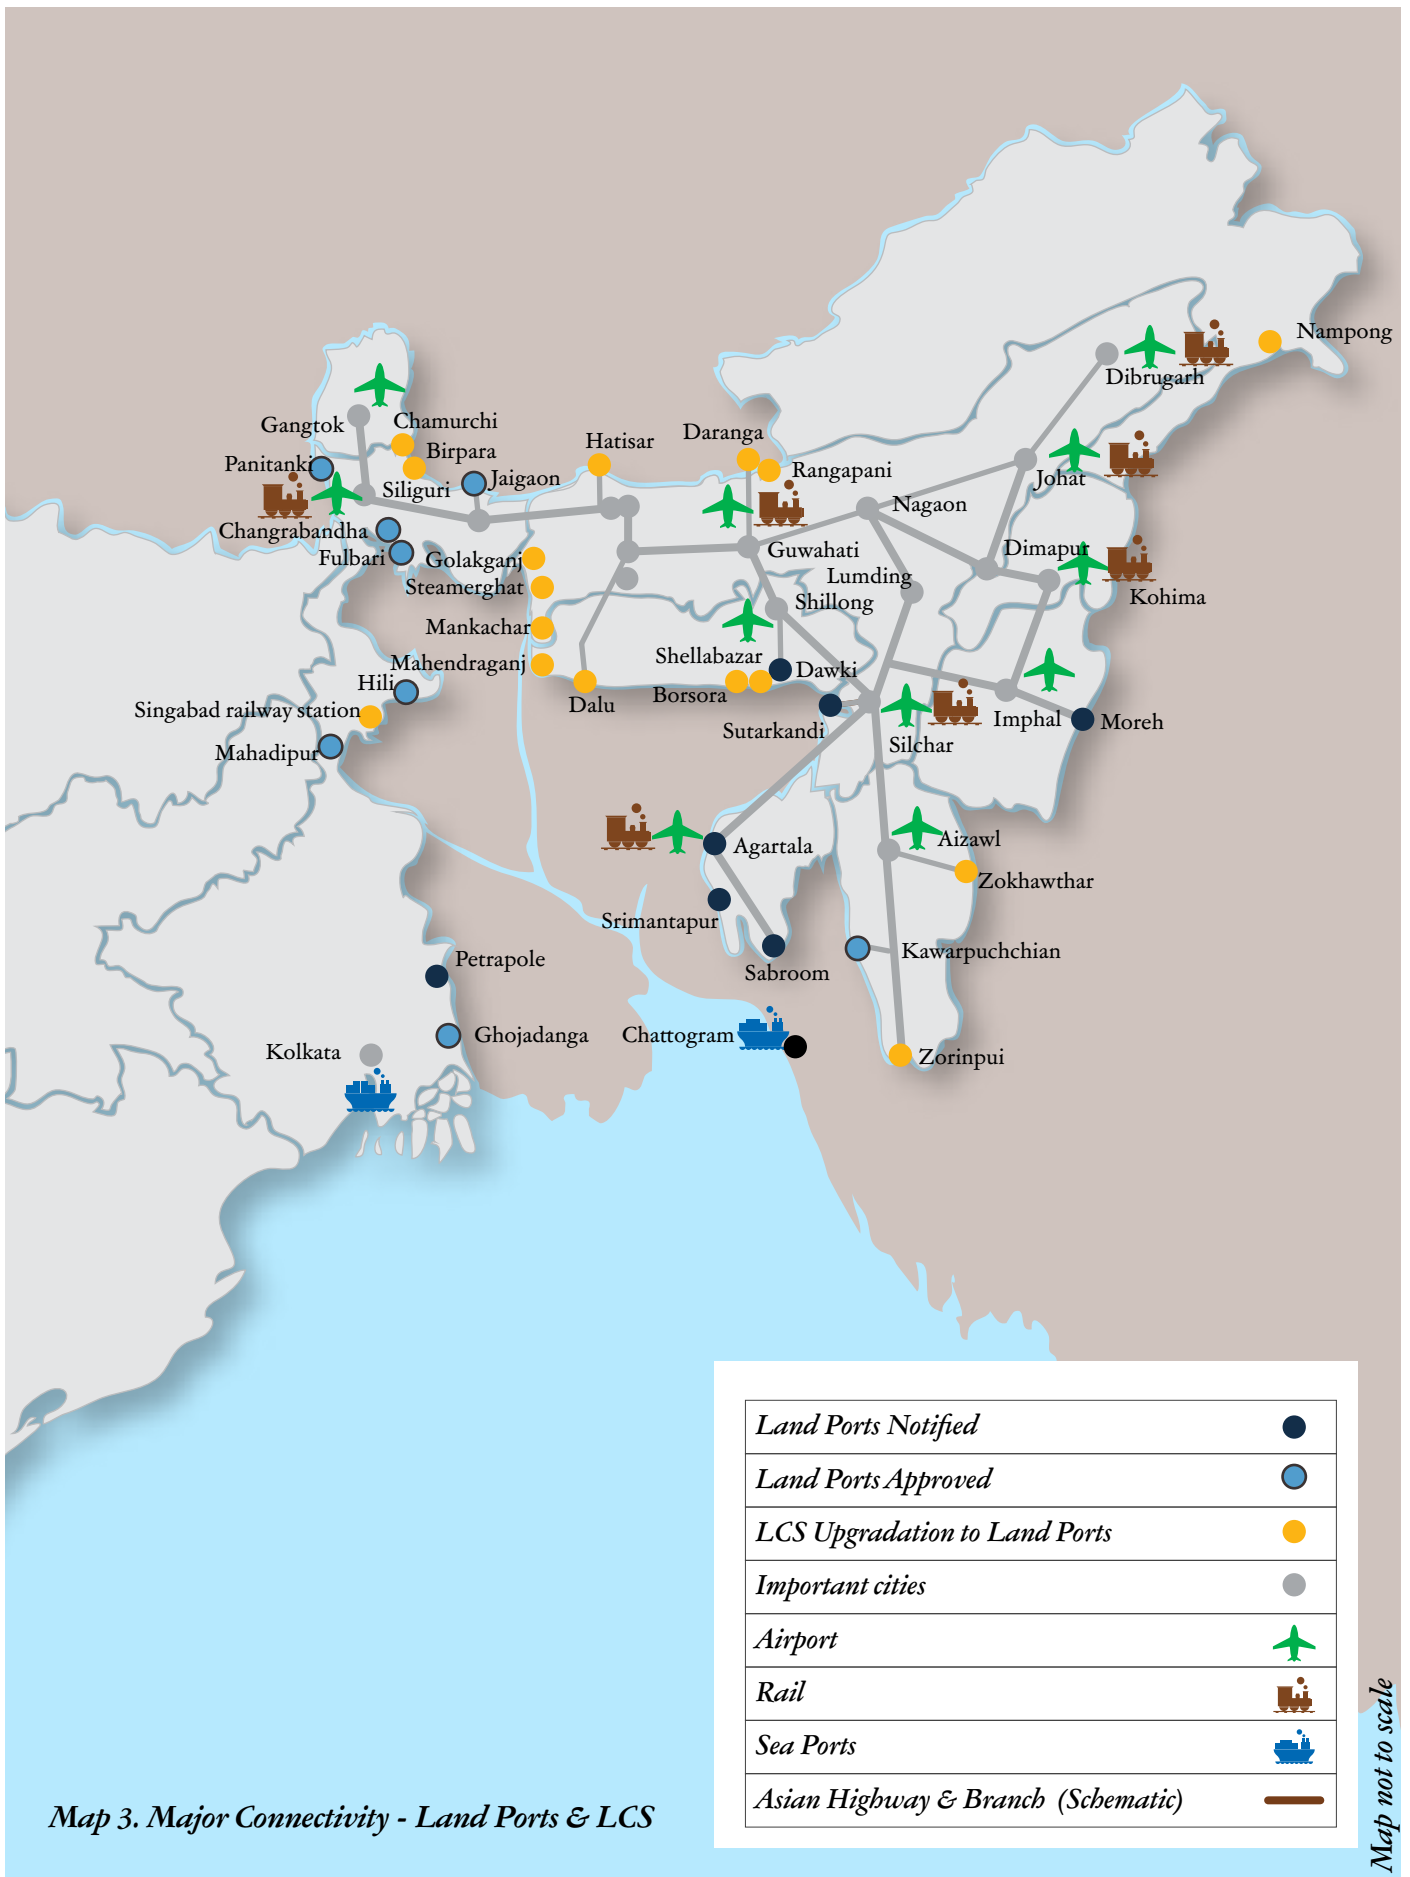 Nampong
Dibrugarh
Gangtok
Chamurchi
Hatisar
Daranga
Birpara
Panitanki
Rangapani
Jaigaon
Johat
Siliguri
Nagaon
Changrabandha
Fulbari
Golakganj
Guwahati
Dimapur
Lumding
Steamerghat
Shillong
Kohima
Mankachar
Mahendraganj
Shellabazar
Dawki
Hili
Borsora
Dalu
Singabad railway station
Sutarkandi
Imphal
Moreh
Silchar
Mahadipur
Agartala
Aizawl
Zokhawthar
Srimantapur
Kawarpuchchian
Petrapole
Sabroom
Ghojadanga
Chattogram
Kolkata
Zorinpui
Land Ports Notified
Land Ports Approved
LCS Upgradation to Land Ports
Important cities
Airport
Rail
Sea Ports
Asian Highway & Branch (Schematic)
Map 3. Major Connectivity - Land Ports & LCS
Map not to scale